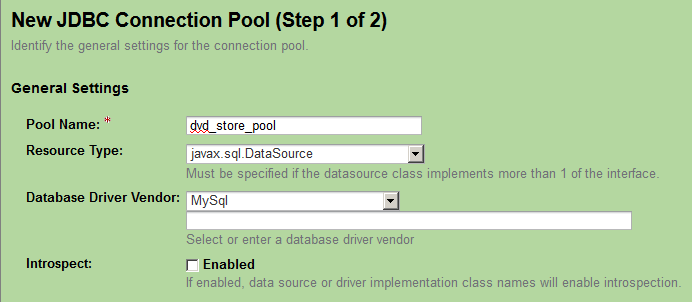 New JDBC Connection Pool (Step 1 of 2)
Identify the general settings for the connection pool.
General Settings
Pool Name: * dvd_store_pool
Resource Type: javax.sql.DataSource
Must be specified if the datasource class implements more than 1 of the interface.
Database Driver Vendor: MySql
Select or enter a database driver vendor
Introspect: Enabled
If enabled, data source or driver implementation class names will enable introspection.